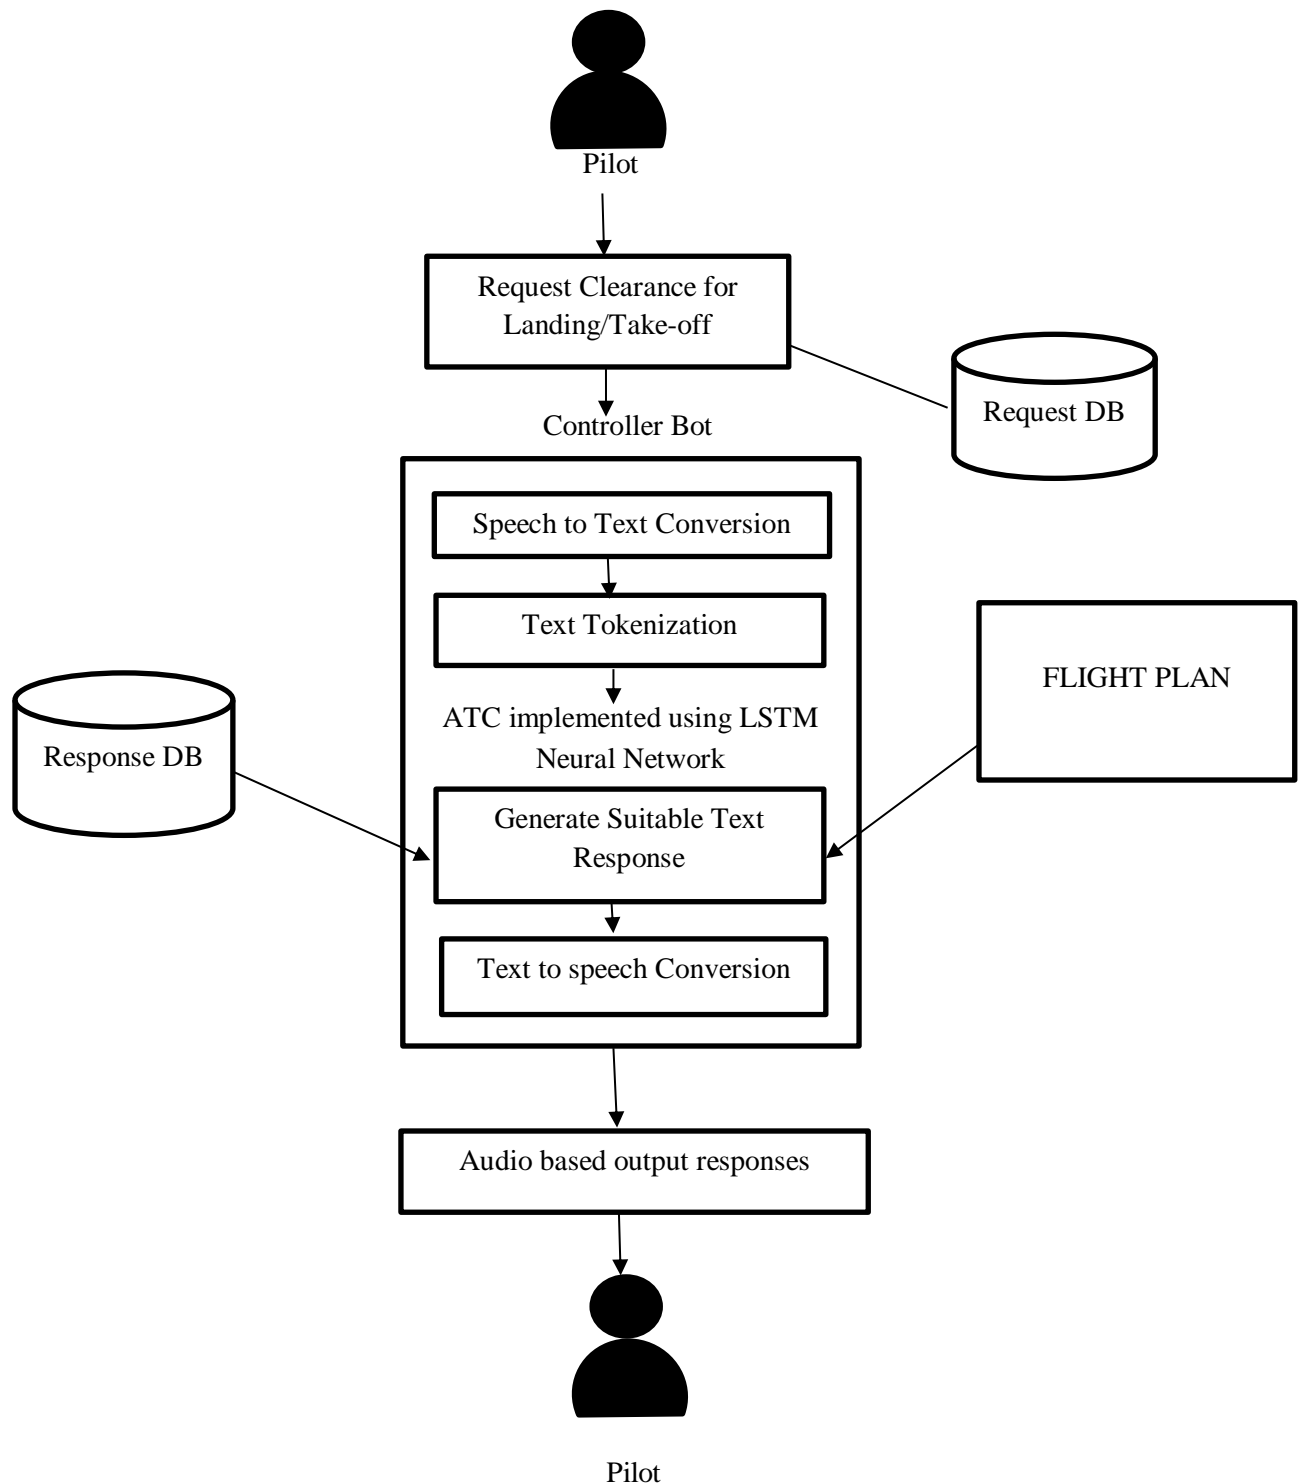 Pilot
Request Clearance for
Landing/Take-off
Request DB
Controller Bot
Speech to Text Conversion
Text Tokenization
FLIGHT PLAN
ATC implemented using LSTM
Neural Network
Response DB
Generate Suitable Text
Response
Text to speech Conversion
Audio based output responses
Pilot